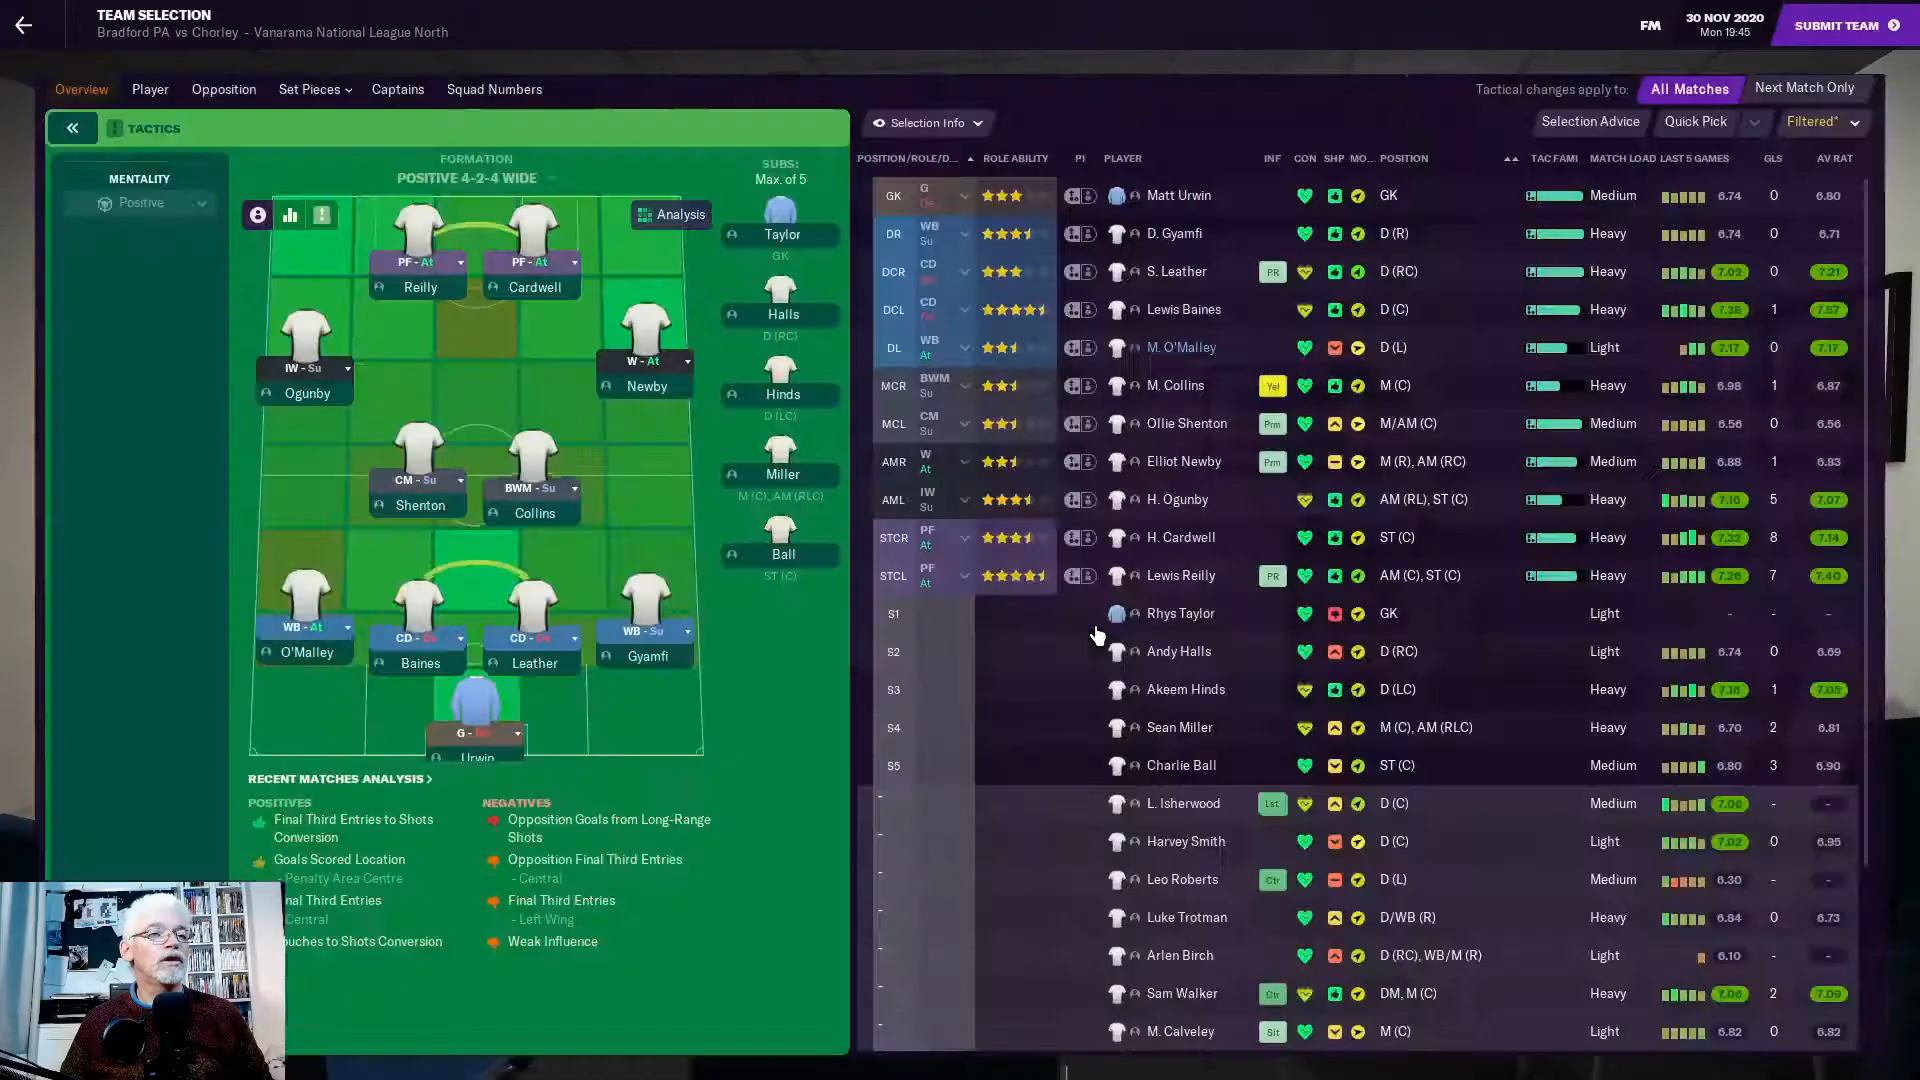 TEAM SELECTION
Bradford PA vs Chorley - Vanarama National League North
FM
30 NOV 2020
Mon 19:45
SUBMIT TEAM
Overview Player Opposition Set Pieces Captains Squad Numbers
Tactical changes apply to: All Matches Next Match Only
TACTICS
Selection Info
Selection Advice Quick Pick Filtered*
MENTALITY
Positive
FORMATION
POSITIVE 4-2-4 WIDE
SUBS:
Max. of 5
Analysis
PF - At
Reilly
PF - At
Cardwell
IW - Su
Ogunby
W - At
Newby
CM - Su
Shenton
BWM - Su
Collins
WB - At
O'Malley
CD - De
Baines
CD - De
Leather
WB - Su
Gyamfi
G - De
Urwin
Taylor
GK
Halls
D (RC)
Hinds
D (LC)
Miller
M (C), AM (RLC)
Ball
ST (C)
RECENT MATCHES ANALYSIS >
POSITIVES
Final Third Entries to Shots
Conversion
Goals Scored Location
- Penalty Area Centre
Final Third Entries
Central
ouches to Shots Conversion
NEGATIVES
Opposition Goals from Long-Range
Shots
Opposition Final Third Entries
- Central
Final Third Entries
- Left Wing
Weak Influence
POSITION/ROLE/D... ROLE ABILITY PI PLAYER INF CON SHP MO... POSITION TAC FAMI MATCH LOAD LAST 5 GAMES GLS AV RAT
GK G De Matt Urwin GK Medium 6.74 0 6.80
DR WB Su D. Gyamfi D (R) Heavy 6.74 0 6.71
DCR CD De S. Leather PR D (RC) Heavy 7.02 0 7.21
DCL CD De Lewis Baines D (C) Heavy 7.38 1 7.57
DL WB At M. O'Malley D (L) Light 7.17 0 7.17
MCR BWM Su M. Collins Yel M (C) Heavy 6.98 1 6.87
MCL CM Su Ollie Shenton Prm M/AM (C) Medium 6.56 0 6.56
AMR W At Elliot Newby Prm M (R), AM (RC) Medium 6.88 1 6.83
AML IW Su H. Ogunby AM (RL), ST (C) Heavy 7.16 5 7.07
STCR PF At H. Cardwell ST (C) Heavy 7.32 8 7.14
STCL PF At Lewis Reilly PR AM (C), ST (C) Heavy 7.26 7 7.40
S1 Rhys Taylor GK Light - - -
S2 Andy Halls D (RC) Light 6.74 0 6.69
S3 Akeem Hinds D (LC) Heavy 7.16 1 7.05
S4 Sean Miller M (C), AM (RLC) Heavy 6.70 2 6.81
S5 Charlie Ball ST (C) Medium 6.80 3 6.90
- L. Isherwood Lst D (C) Medium 7.00 - -
- Harvey Smith D (C) Light 7.02 0 6.95
- Leo Roberts Ctr D (L) Medium 6.30 - -
- Luke Trotman D/WB (R) Heavy 6.84 0 6.73
- Arlen Birch D (RC), WB/M (R) Light 6.10 - -
- Sam Walker Ctr DM, M (C) Heavy 7.06 2 7.09
- M. Calveley Slt M (C) Light 6.82 0 6.82